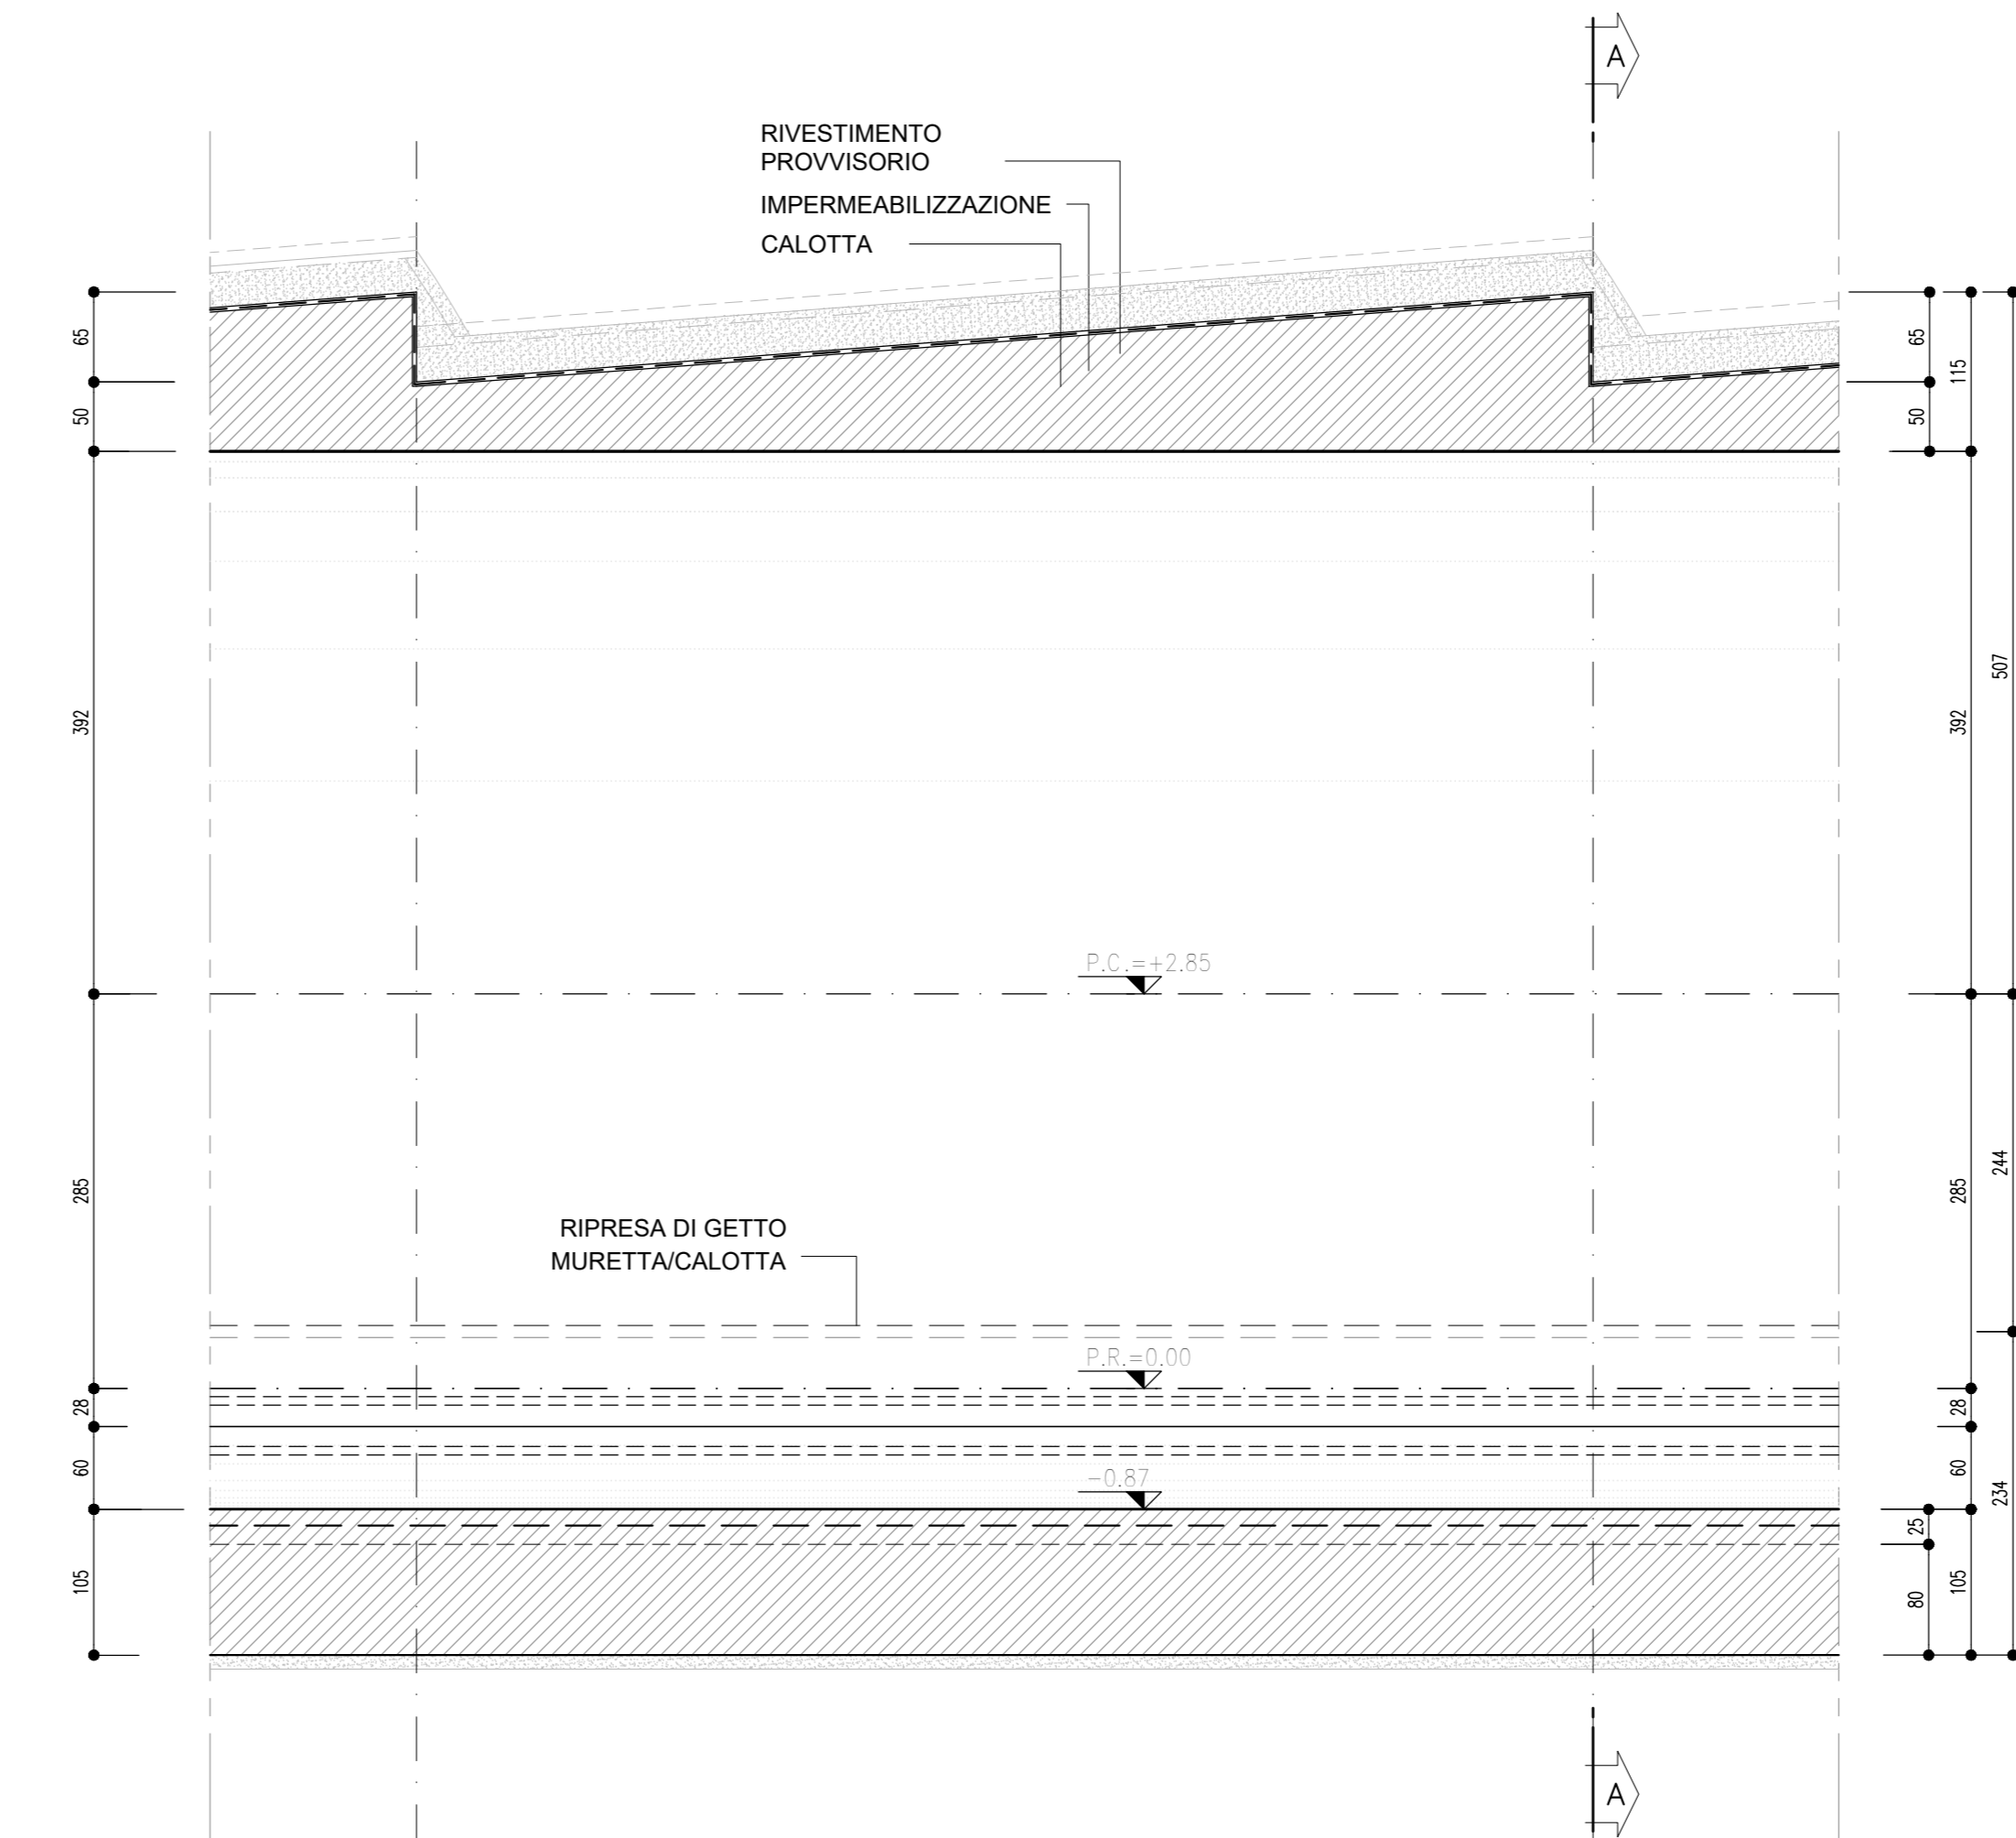 A
RIVESTIMENTO
PROVVISORIO
IMPERMEABILIZZAZIONE
CALOTTA
65
50
392
285
28
60
105
65
50
115
392
507
P.C.=+2.85
285
244
RIPRESA DI GETTO
MURETTA/CALOTTA
P.R.=0.00
28
60
-0.87
234
25
80
105
A